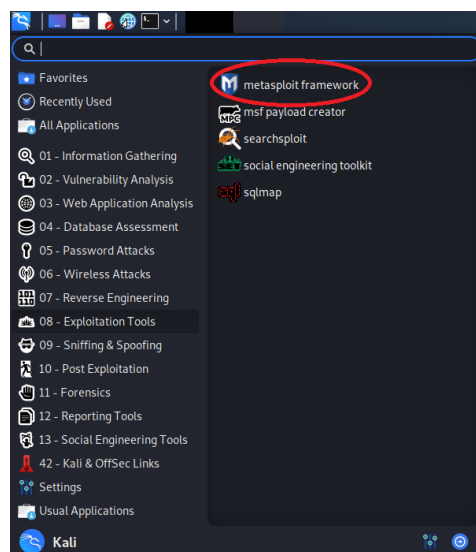 Favorites
Recently Used
All Applications
01 - Information Gathering
02 - Vulnerability Analysis
03 - Web Application Analysis
04 - Database Assessment
05 - Password Attacks
06 - Wireless Attacks
07 - Reverse Engineering
08 - Exploitation Tools
09 - Sniffing & Spoofing
10 - Post Exploitation
11 - Forensics
12 - Reporting Tools
13 - Social Engineering Tools
42 - Kali & OffSec Links
Settings
Usual Applications
metasploit framework
msf payload creator
searchsploit
social engineering toolkit
sqlmap
Kali